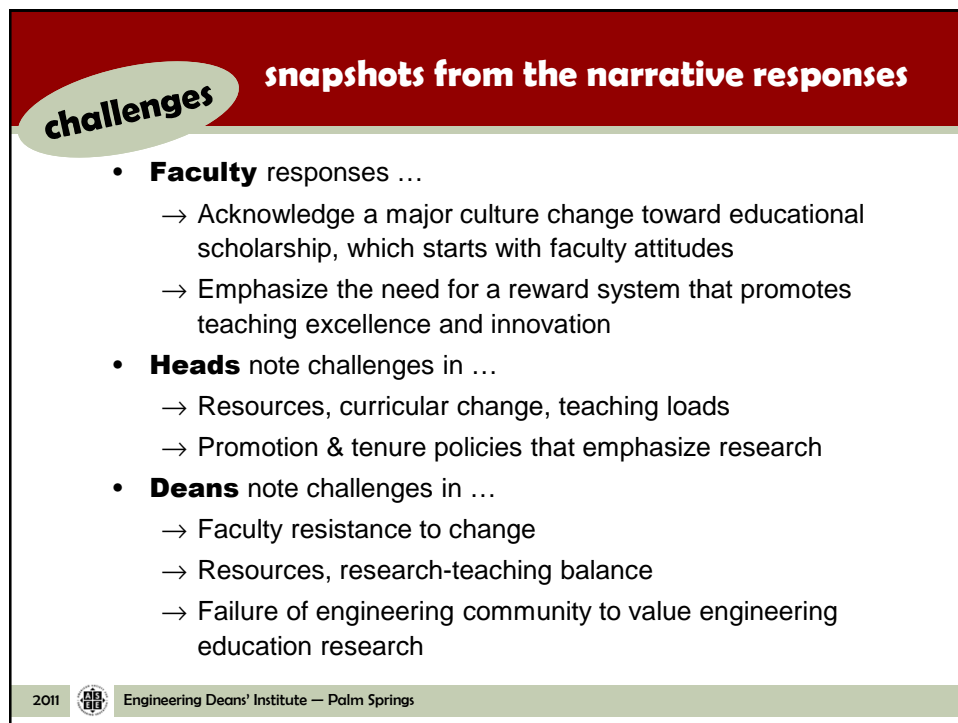 snapshots from the narrative responses
challenges
• Faculty responses …
→ Acknowledge a major culture change toward educational
scholarship, which starts with faculty attitudes
→ Emphasize the need for a reward system that promotes
teaching excellence and innovation
• Heads note challenges in …
→ Resources, curricular change, teaching loads
→ Promotion & tenure policies that emphasize research
• Deans note challenges in …
→ Faculty resistance to change
→ Resources, research-teaching balance
→ Failure of engineering community to value engineering
education research
2011 Engineering Deans' Institute — Palm Springs